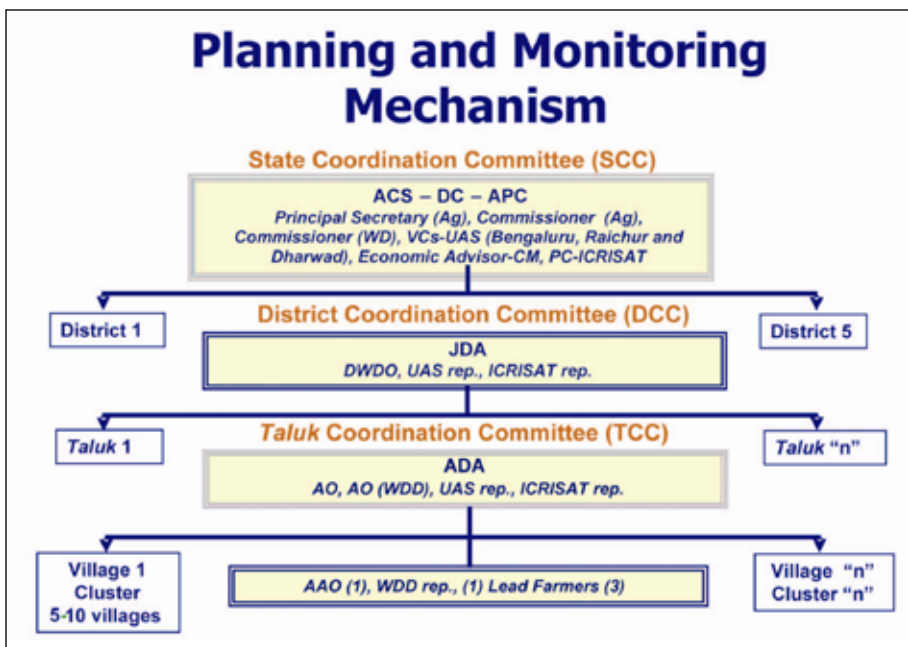 Planning and Monitoring
Mechanism
State Coordination Committee (SCC)
ACS – DC – APC
Principal Secretary (Ag), Commissioner (Ag),
Commissioner (WD), VCs-UAS (Bengaluru, Raichur and
Dharwad), Economic Advisor-CM, PC-ICRISAT
District 1
District Coordination Committee (DCC)
District 5
JDA
DWDO, UAS rep., ICRISAT rep.
Taluk 1
Taluk Coordination Committee (TCC)
Taluk “n”
ADA
AO, AO (WDD), UAS rep., ICRISAT rep.
Village 1
Cluster
5-10 villages
AAO (1), WDD rep., (1) Lead Farmers (3)
Village “n”
Cluster “n”